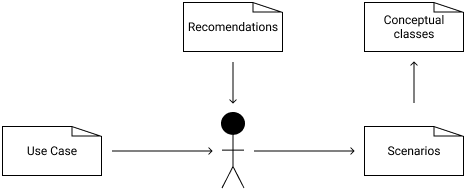 Recomendations
Conceptual
classes
Use Case
Scenarios